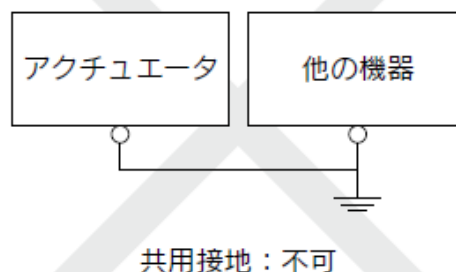 アクチュエータ
他の機器
共用接地：不可